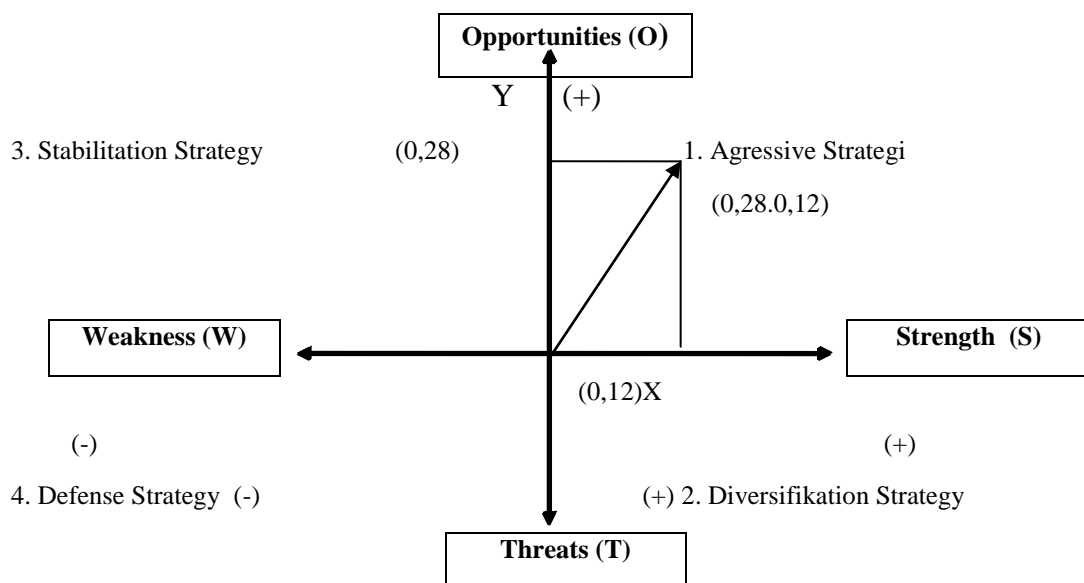 Opportunities (O)
Y (+)
3. Stabilitation Strategy (0,28) 1. Agressive Strategi
(0,28.0,12)
Weakness (W) Strength (S)
(0,12)X
(-) (+)
4. Defense Strategy (-) (+) 2. Diversifikation Strategy
Threats (T)